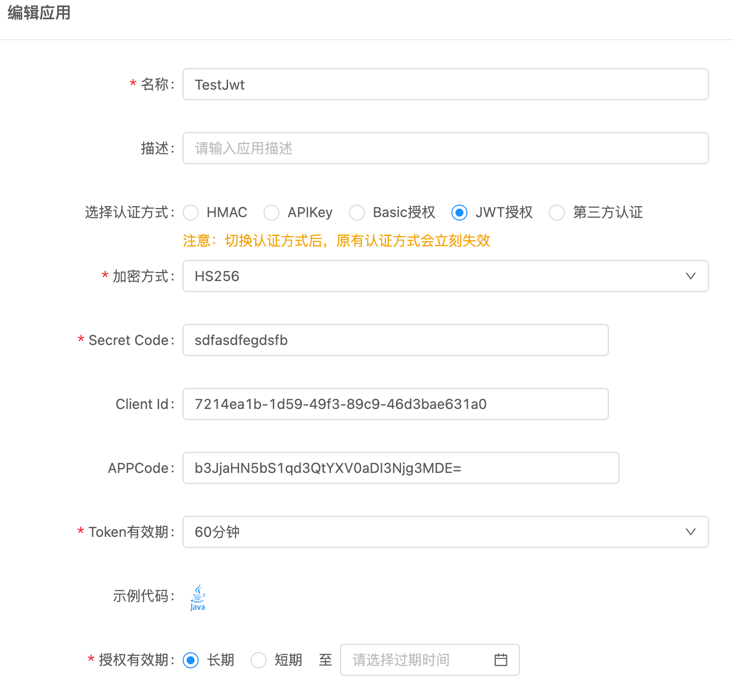 编辑应用
* 名称: TestJwt
描述: 请输入应用描述
选择认证方式: HMAC APIKey Basic授权 JWT授权 第三方认证
注意：切换认证方式后，原有认证方式会立刻失效
* 加密方式: HS256
* Secret Code: sdfasdfegdsfb
Client Id: 7214ea1b-1d59-49f3-89c9-46d3bae631a0
APPCode: b3JjaHN5bS1qd3QtYXV0aDI3Njg3MDE=
* Token有效期: 60分钟
示例代码: Java
* 授权有效期: 长期 短期 至 请选择过期时间